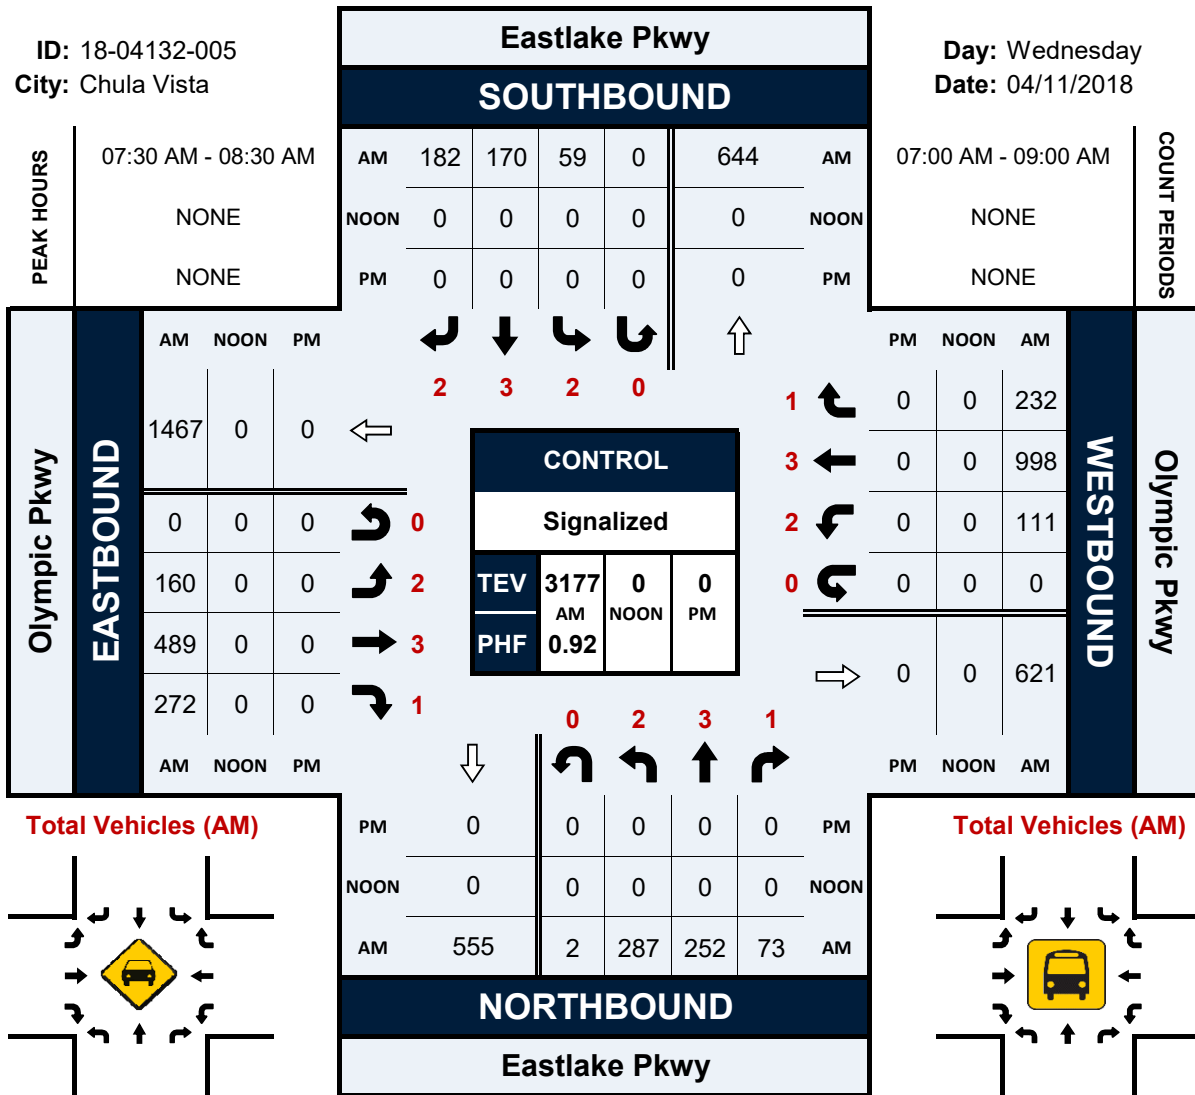 Eastlake Pkwy
ID: 18-04132-005
Day: Wednesday
City: Chula Vista
Date: 04/11/2018
SOUTHBOUND
PEAK HOURS
07:30 AM - 08:30 AM
AM 182 170 59 0 644 AM
07:00 AM - 09:00 AM
COUNT PERIODS
NONE
NOON 0 0 0 0 0 NOON
NONE
NONE
PM 0 0 0 0 0 PM
NONE
2 3 2 0
Olympic Pkwy
EASTBOUND
AM NOON PM
1467 0 0
0 0 0 0
160 0 0 2
489 0 0 3
272 0 0 1
AM NOON PM
CONTROL
Signalized
TEV 3177 0 0
AM NOON PM
PHF 0.92
PM NOON AM
1 0 0 232
3 0 0 998
2 0 0 111
0 0 0 0
0 0 621
PM NOON AM
WESTBOUND
Olympic Pkwy
0 2 3 1
Total Vehicles (AM)
PM 0 0 0 0 0 PM
NOON 0 0 0 0 0 NOON
AM 555 2 287 252 73 AM
Total Vehicles (AM)
NORTHBOUND
Eastlake Pkwy